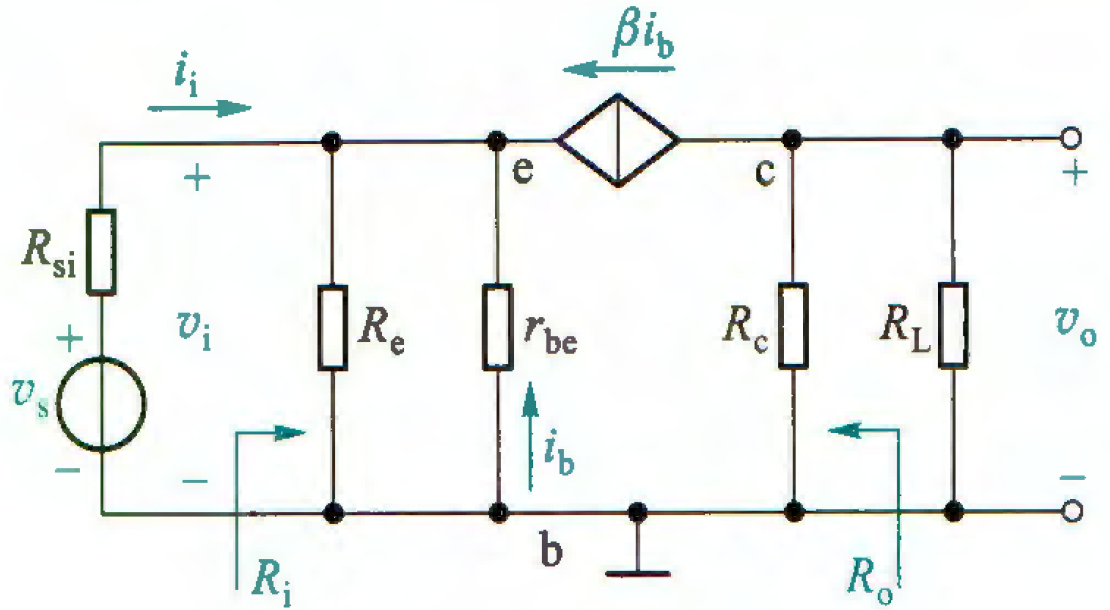 βi_b
i_i
e
c
+
+
R_si
R_e
r_be
R_c
R_L
v_i
v_o
+
v_s
−
−
i_b
−
b
R_i
R_o